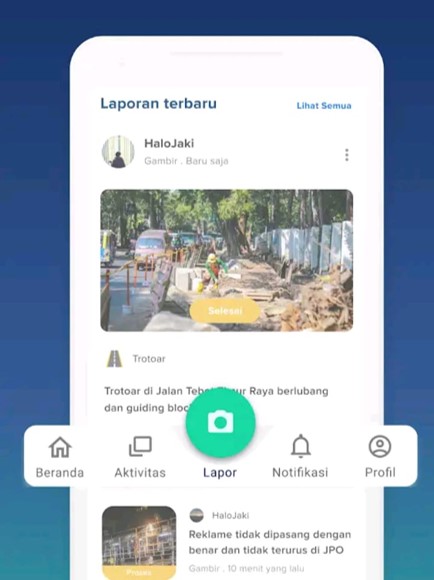 Laporan terbaru
Lihat Semua
HaloJaki
Gambir . Baru saja
Selesai
Trotoar
Trotoar di Jalan Tebet Timur Raya berlubang
dan guiding bloc
Beranda
Aktivitas
Lapor
Notifikasi
Profil
HaloJaki
Reklame tidak dipasang dengan
benar dan tidak terurus di JPO
Gambir . 10 menit yang lalu
Proses